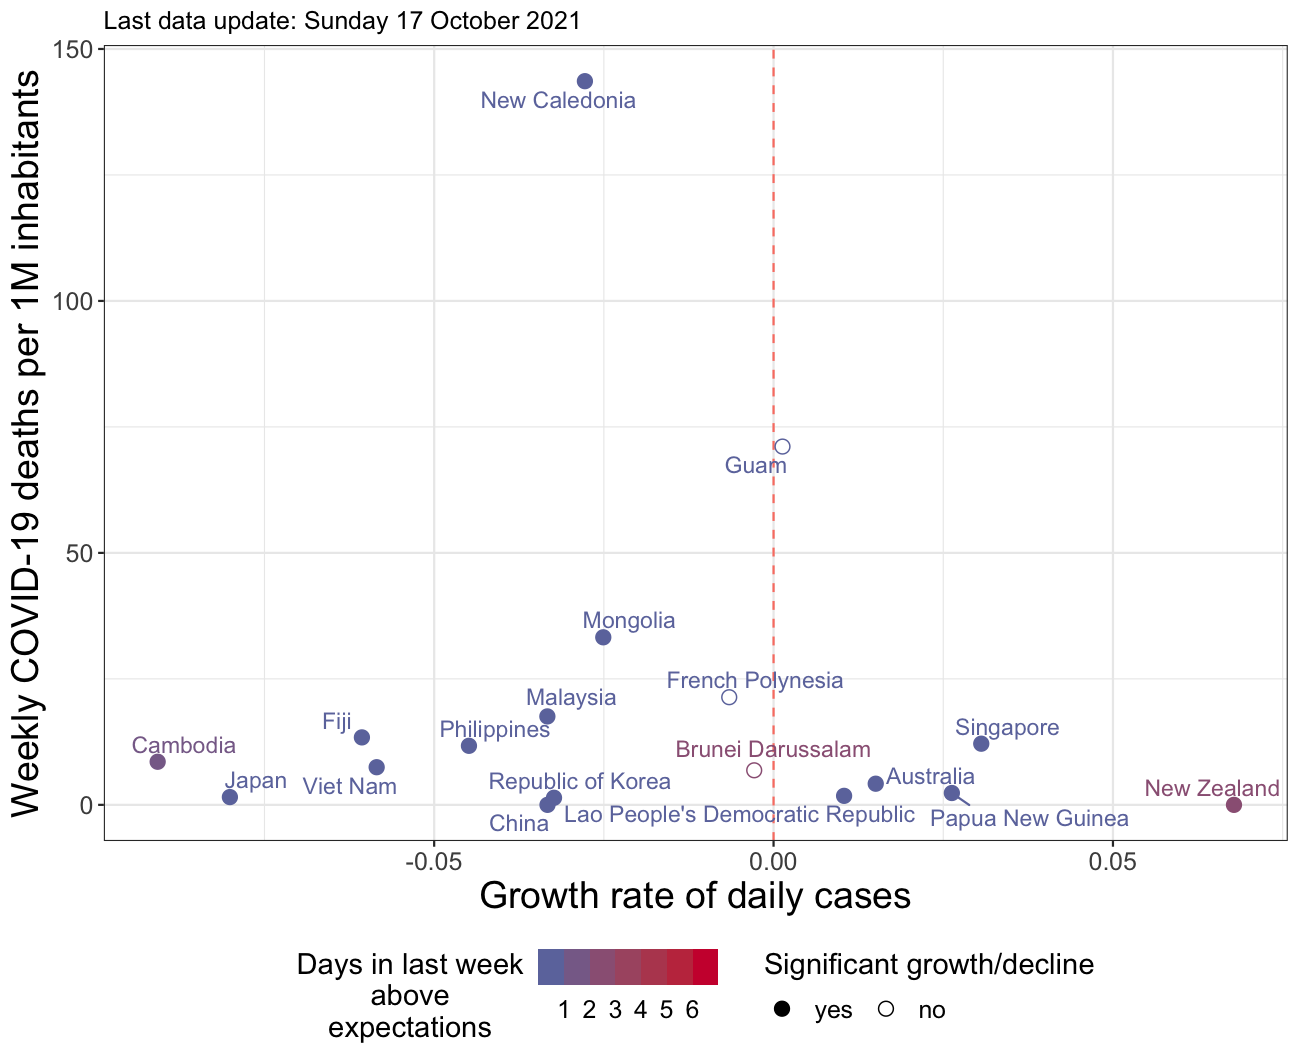 Last data update: Sunday 17 October 2021
Weekly COVID-19 deaths per 1M inhabitants
150
100
50
0
New Caledonia
Guam
Mongolia
French Polynesia
Malaysia
Fiji
Philippines
Singapore
Cambodia
Brunei Darussalam
Japan
Viet Nam
Republic of Korea
Australia
New Zealand
China
Lao People's Democratic Republic
Papua New Guinea
-0.05 0.00 0.05
Growth rate of daily cases
Days in last week
above
expectations
1 2 3 4 5 6
Significant growth/decline
yes no